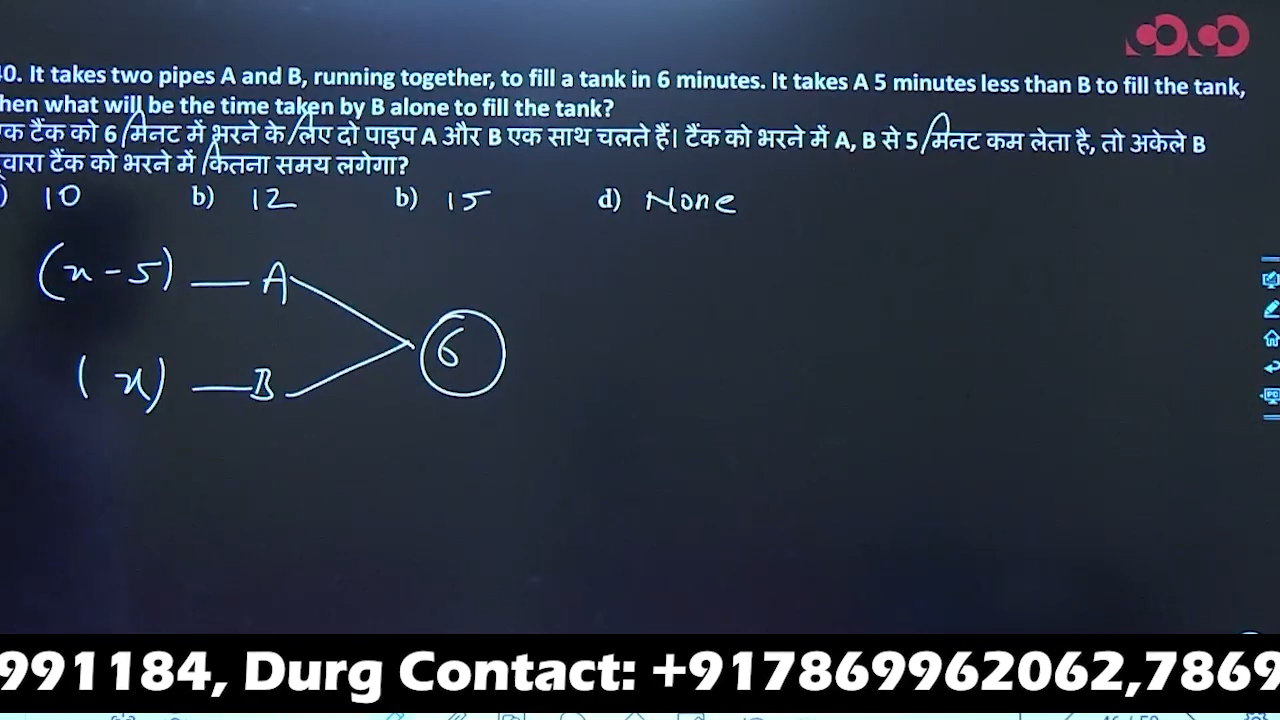 40. It takes two pipes A and B, running together, to fill a tank in 6 minutes. It takes A 5 minutes less than B to fill the tank,
then what will be the time taken by B alone to fill the tank?
एक टैंक को 6 मिनट में भरने के लिए दो पाइप A और B एक साथ चलते हैं। टैंक को भरने में A, B से 5 मिनट कम लेता है, तो अकेले B
द्वारा टैंक को भरने में कितना समय लगेगा?
) 10 b) 12 b) 15 d) None
(x - 5) — A
6
(x) — B
991184, Durg Contact: +917869962062,7869